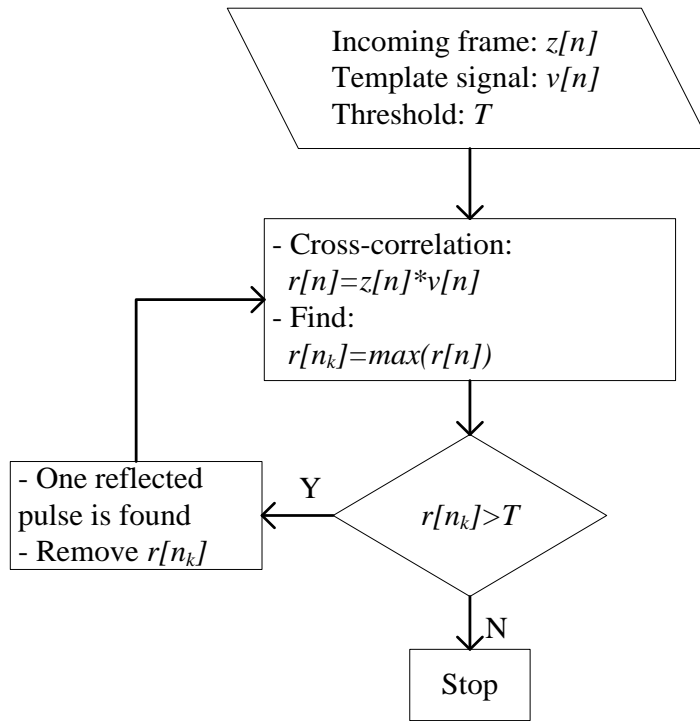 Incoming frame: z[n]
Template signal: v[n]
Threshold: T
- Cross-correlation:
r[n]=z[n]*v[n]
- Find:
r[nₖ]=max(r[n])
r[nₖ]>T
Y
- One reflected
pulse is found
- Remove r[nₖ]
N
Stop